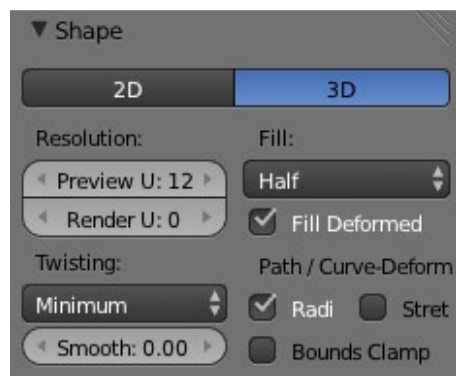 Shape
2D 3D
Resolution: Fill:
Preview U: 12 Half
Render U: 0 Fill Deformed
Twisting: Path / Curve-Deform
Minimum Radi Stret
Smooth: 0.00 Bounds Clamp